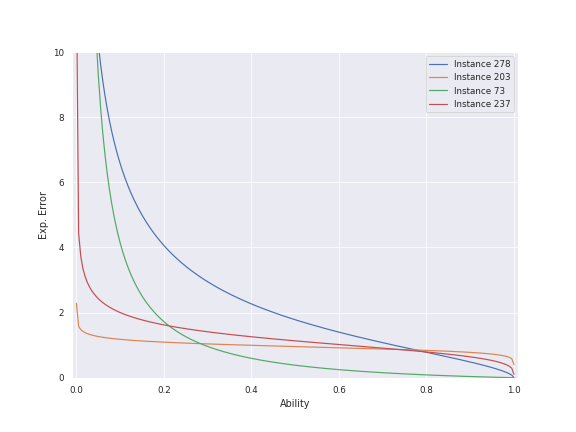 10
8
6
4
2
0
0.0
0.2
0.4
0.6
0.8
1.0
Exp. Error
Ability
Instance 278
Instance 203
Instance 73
Instance 237